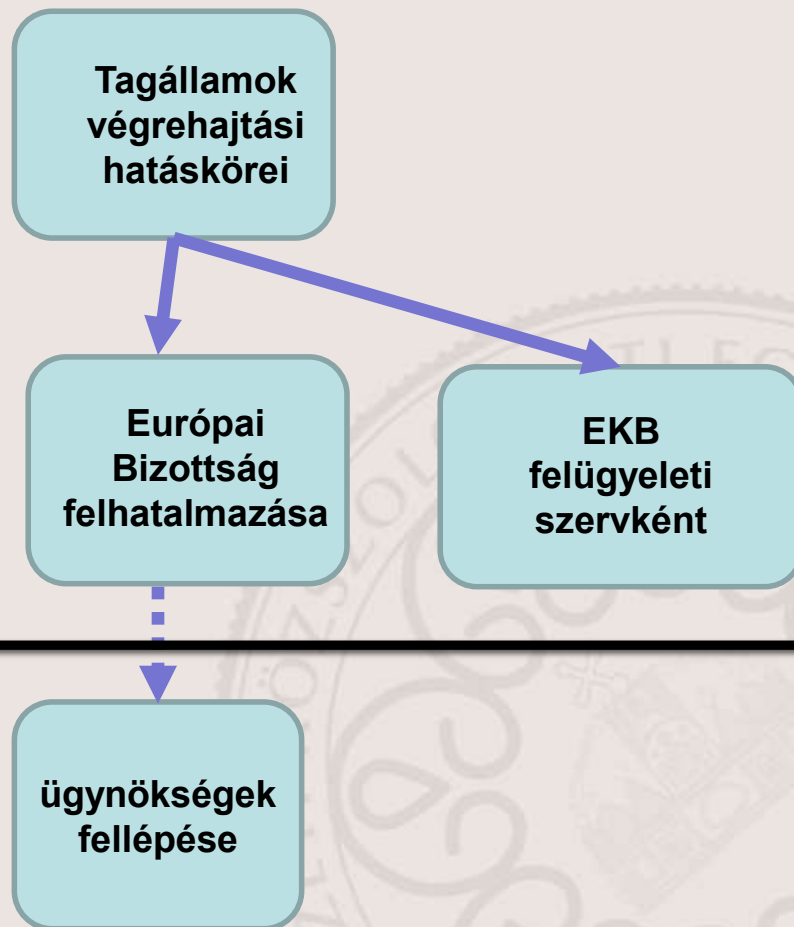 Tagállamok
végrehajtási
hatáskörei
Európai
Bizottság
felhatalmazása
EKB
felügyeleti
szervként
ügynökségek
fellépése